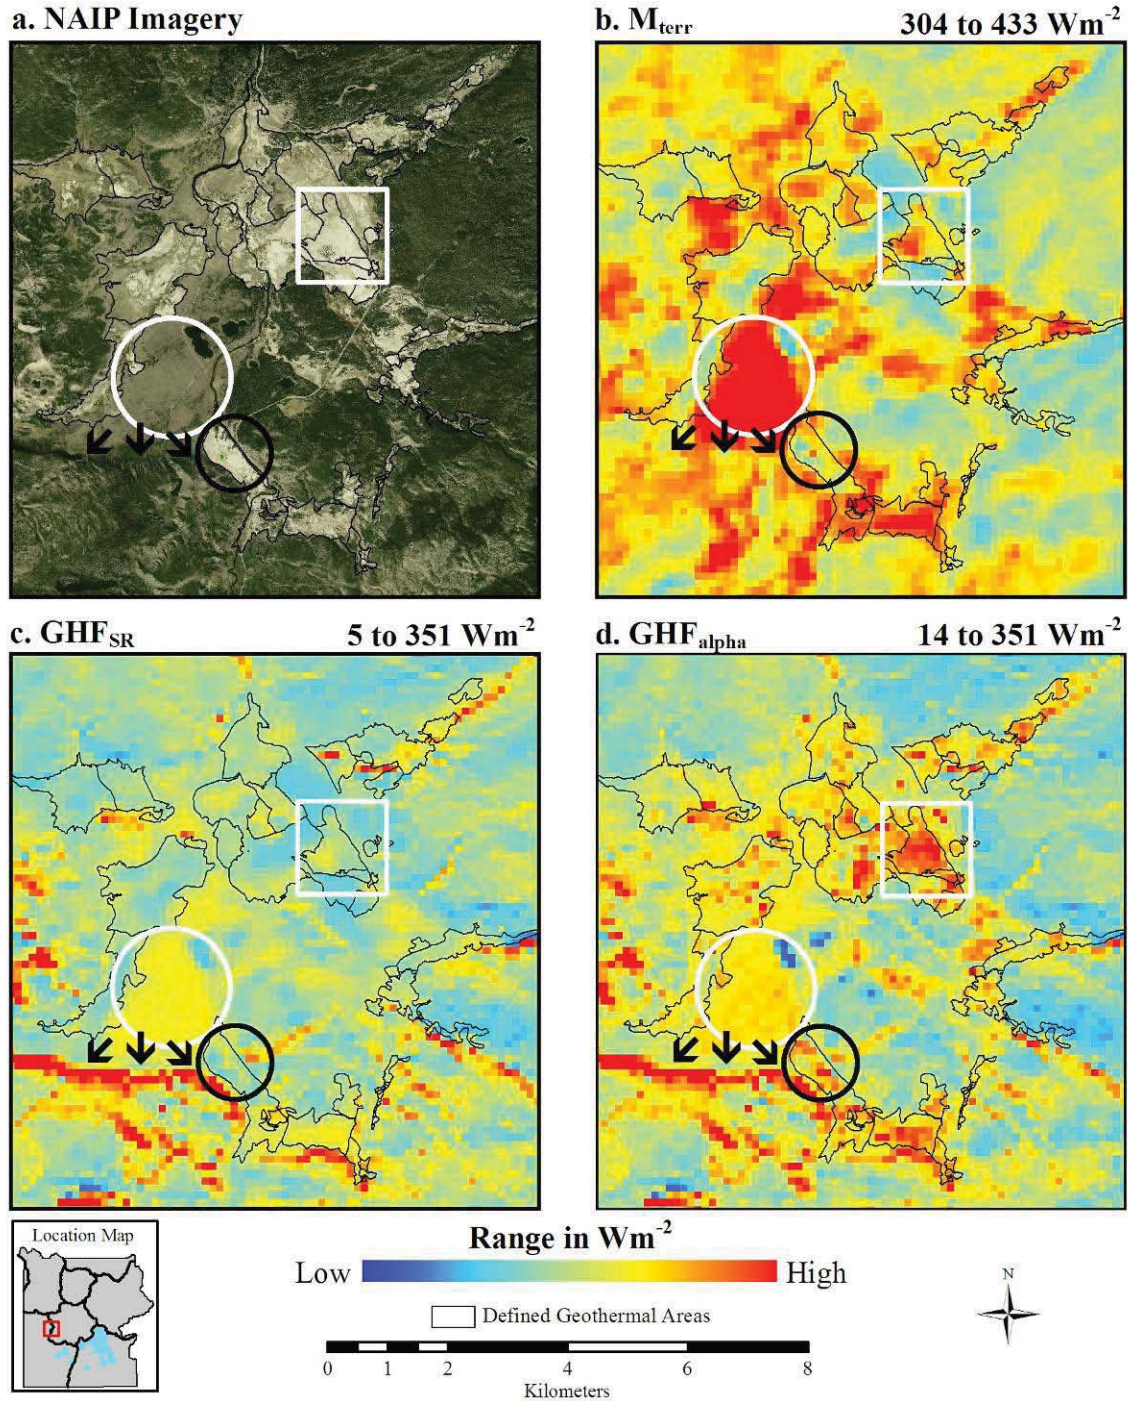 a. NAIP Imagery
b. Mterr 304 to 433 Wm-2
c. GHFSR 5 to 351 Wm-2
d. GHFalpha 14 to 351 Wm-2
Location Map
Range in Wm-2
Low High
Defined Geothermal Areas
0 1 2 4 6 8
Kilometers
N